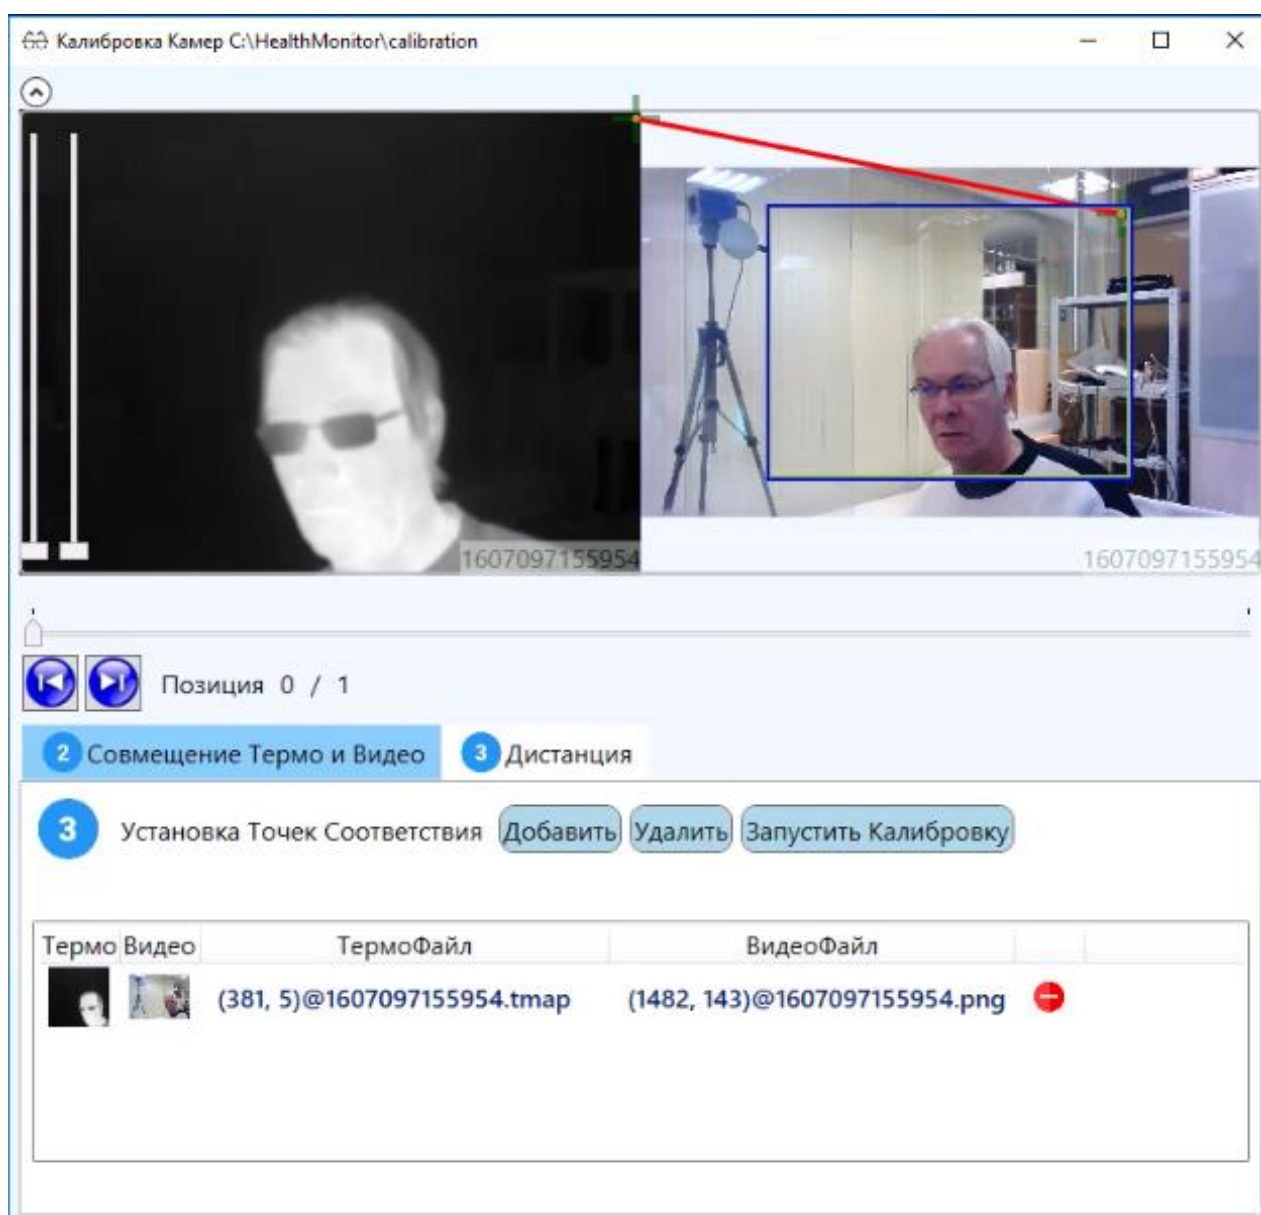 Калибровка Камер C:\HealthMonitor\calibration
1607097155954
1607097155954
Позиция 0 / 1
2 Совмещение Термо и Видео
3 Дистанция
3 Установка Точек Соответствия Добавить Удалить Запустить Калибровку
Термо Видео ТермоФайл ВидеоФайл
(381, 5)@1607097155954.tmap (1482, 143)@1607097155954.png